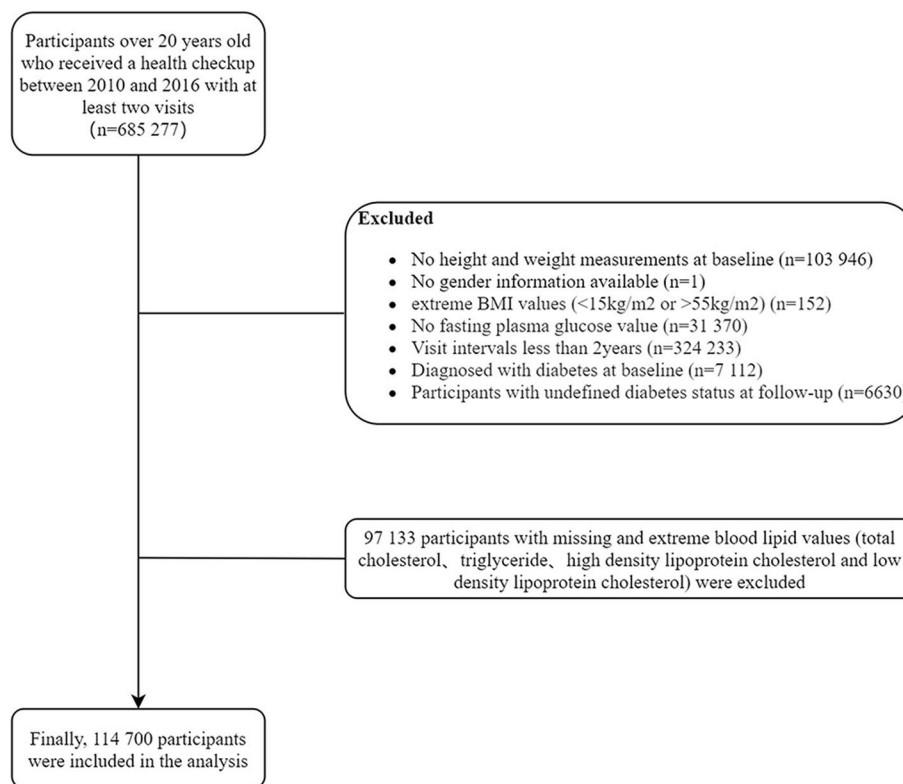 Participants over 20 years old
who received a health checkup
between 2010 and 2016 with at
least two visits
(n=685 277)
Excluded
• No height and weight measurements at baseline (n=103 946)
• No gender information available (n=1)
• extreme BMI values (<15kg/m2 or >55kg/m2) (n=152)
• No fasting plasma glucose value (n=31 370)
• Visit intervals less than 2years (n=324 233)
• Diagnosed with diabetes at baseline (n=7 112)
• Participants with undefined diabetes status at follow-up (n=6630)
97 133 participants with missing and extreme blood lipid values (total
cholesterol、triglyceride、high density lipoprotein cholesterol and low
density lipoprotein cholesterol) were excluded
Finally, 114 700 participants
were included in the analysis